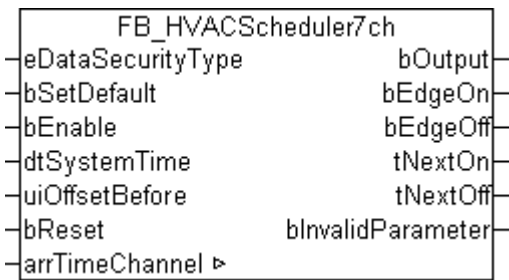 FB_HVACScheduler7ch
eDataSecurityType bOutput
bSetDefault bEdgeOn
bEnable bEdgeOff
dtSystemTime tNextOn
uiOffsetBefore tNextOff
bReset bInvalidParameter
arrTimeChannel ▹